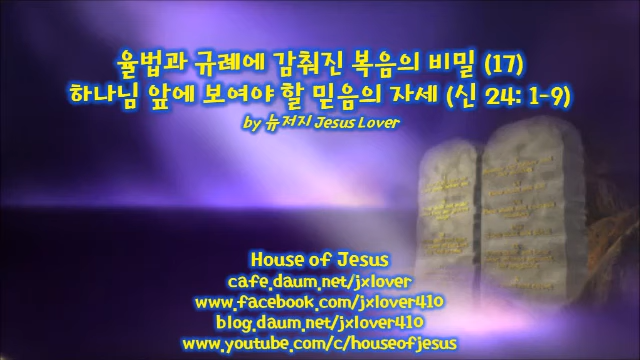 율법과 규례에 감춰진 복음의 비밀 (17)
하나님 앞에 보여야 할 믿음의 자세 (신 24: 1-9)
by 뉴저지 Jesus Lover
House of Jesus
cafe.daum.net/jxlover
www.facebook.com/jxlover410
blog.daum.net/jxlover410
www.youtube.com/c/houseofjesus